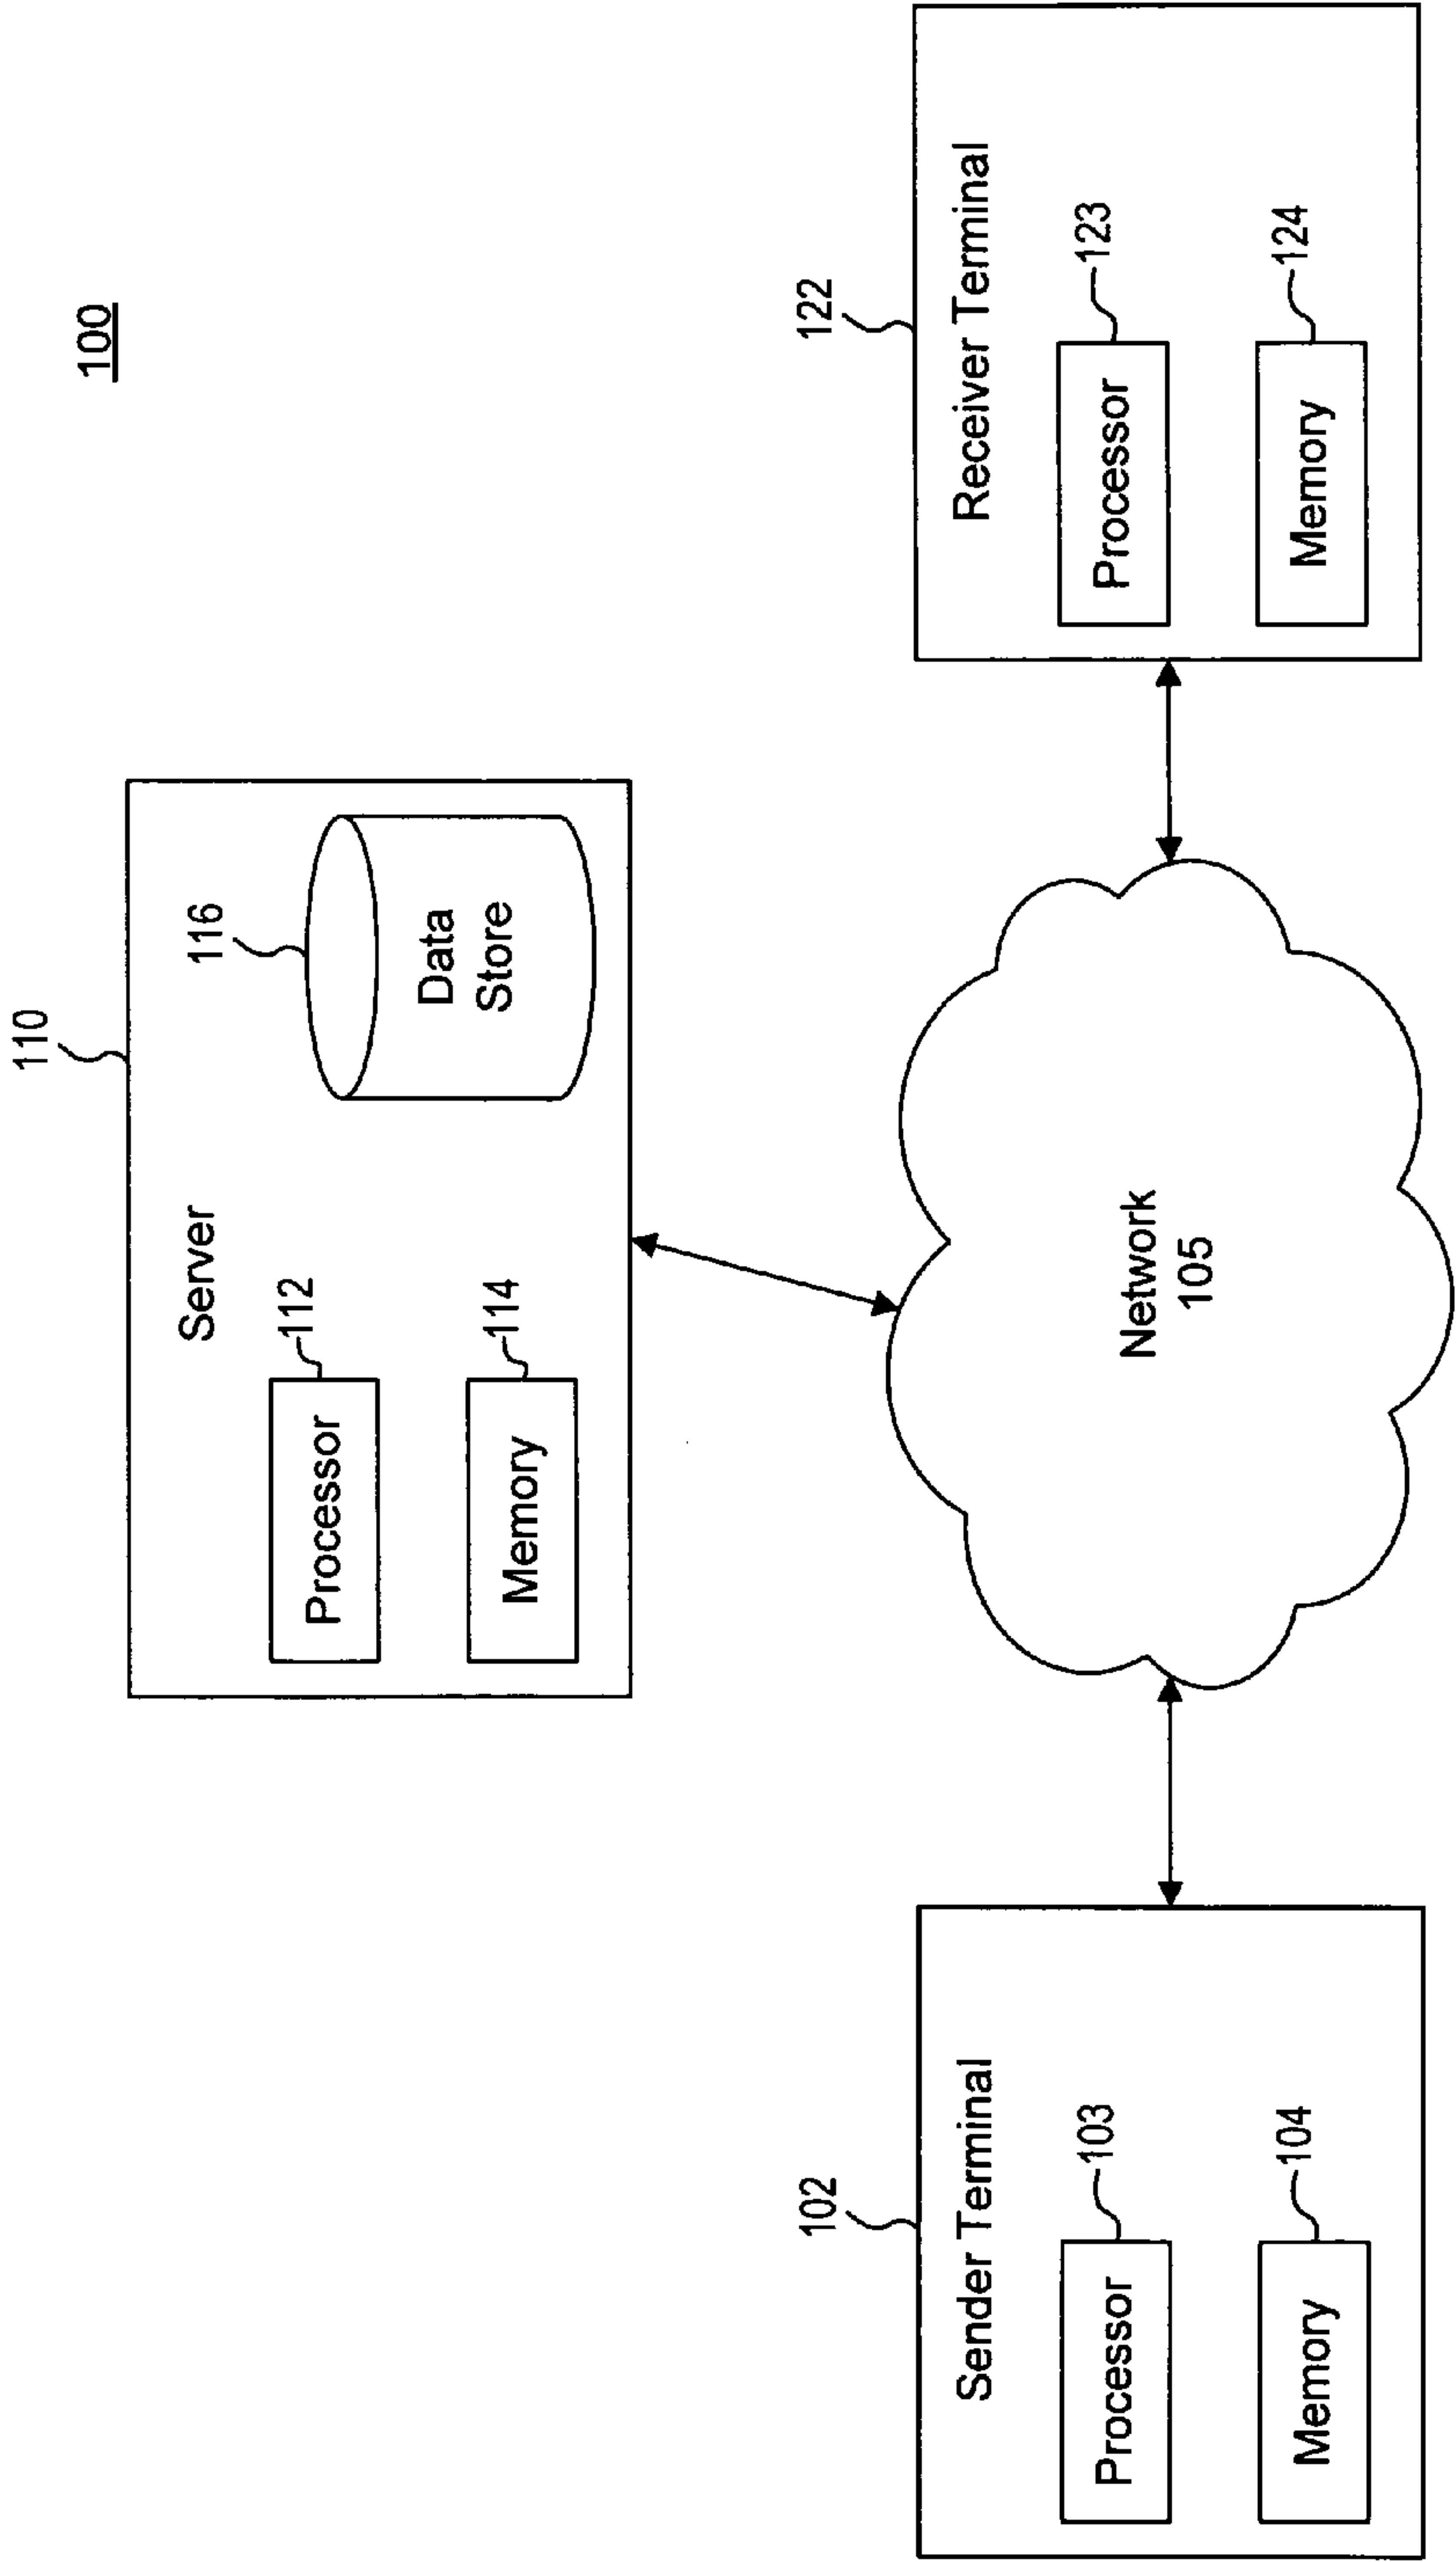 100
110
Server
116
Processor
112
Data
Store
Memory
114
102
Sender Terminal
Processor
103
Memory
104
Network
105
122
Receiver Terminal
Processor
123
Memory
124